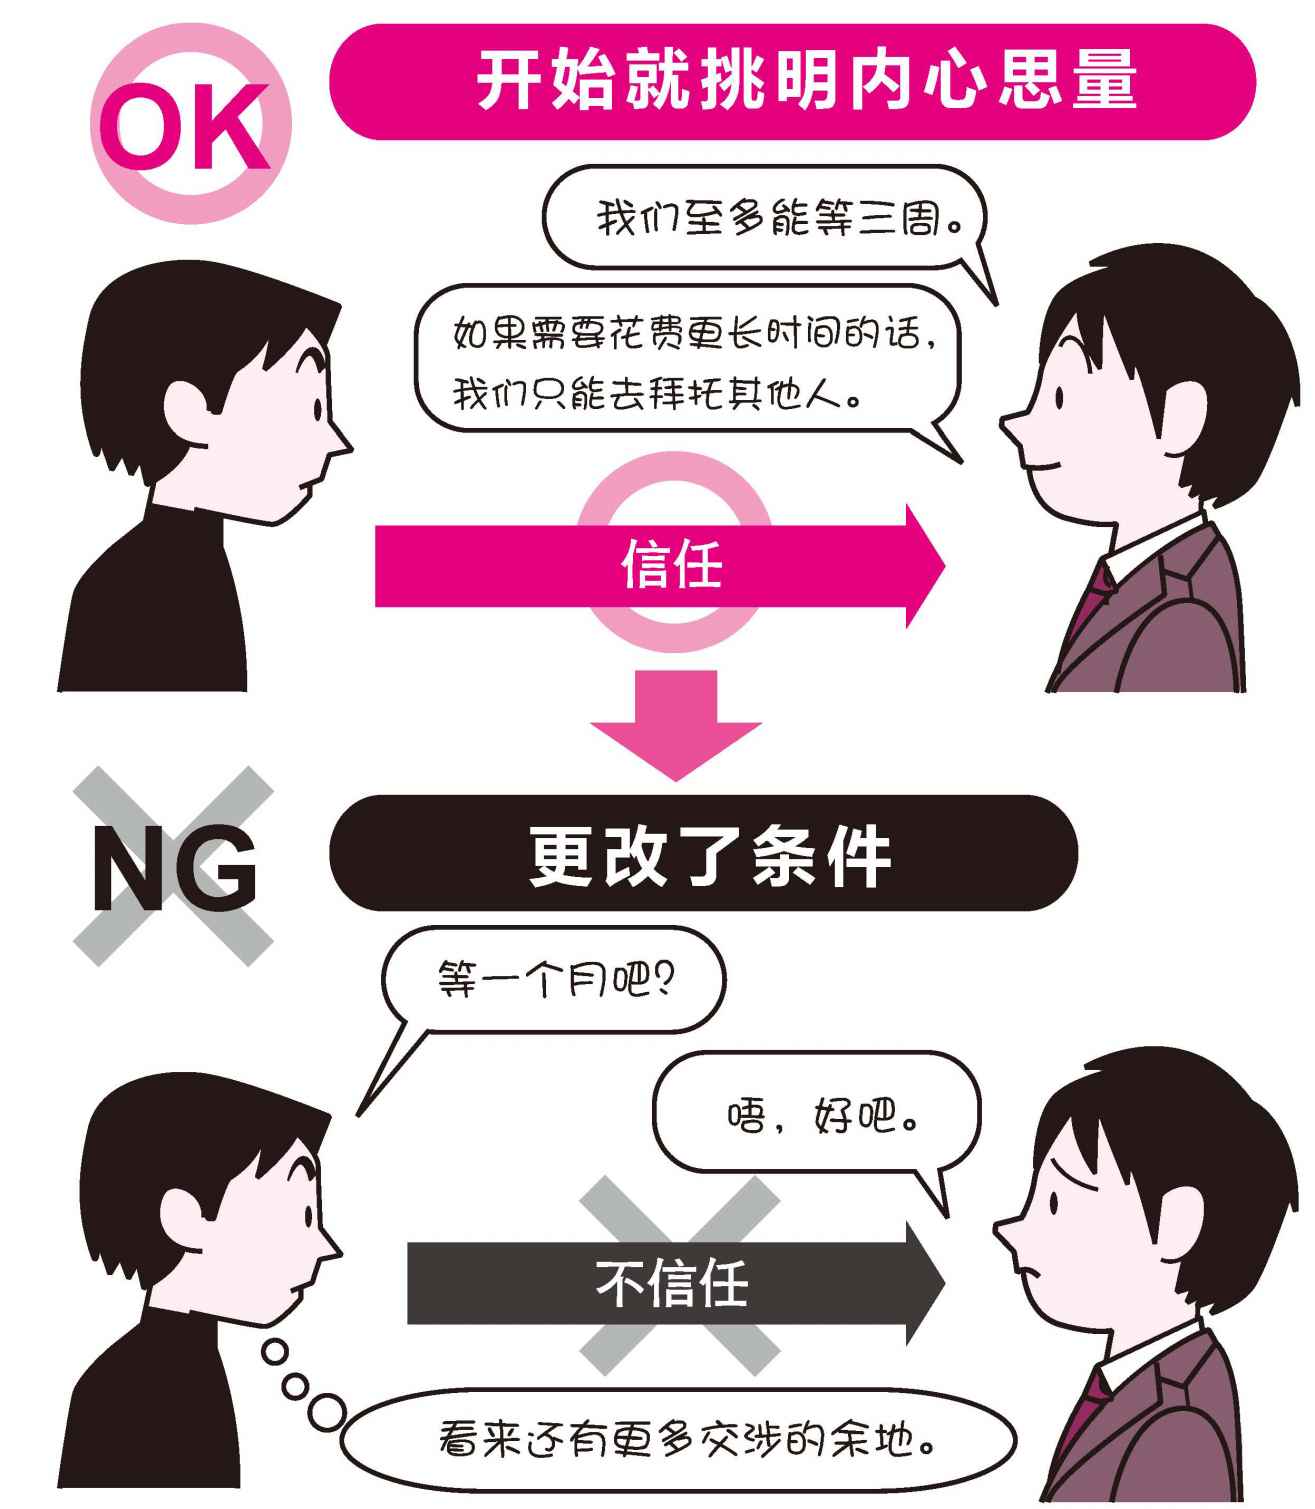 OK
开始就挑明内心思量
我们至多能等三周。
如果需要花费更长时间的话，
我们只能去拜托其他人。
信任
NG
更改了条件
等一个月吧?
唔，好吧。
不信任
看来还有更多交涉的余地。